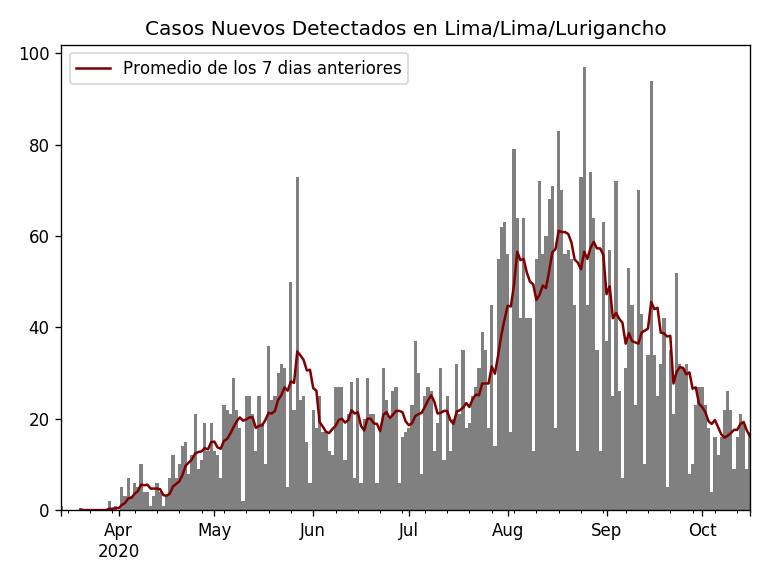 Casos Nuevos Detectados en Lima/Lima/Lurigancho
Promedio de los 7 dias anteriores
100
80
60
40
20
0
Apr May Jun Jul Aug Sep Oct
2020